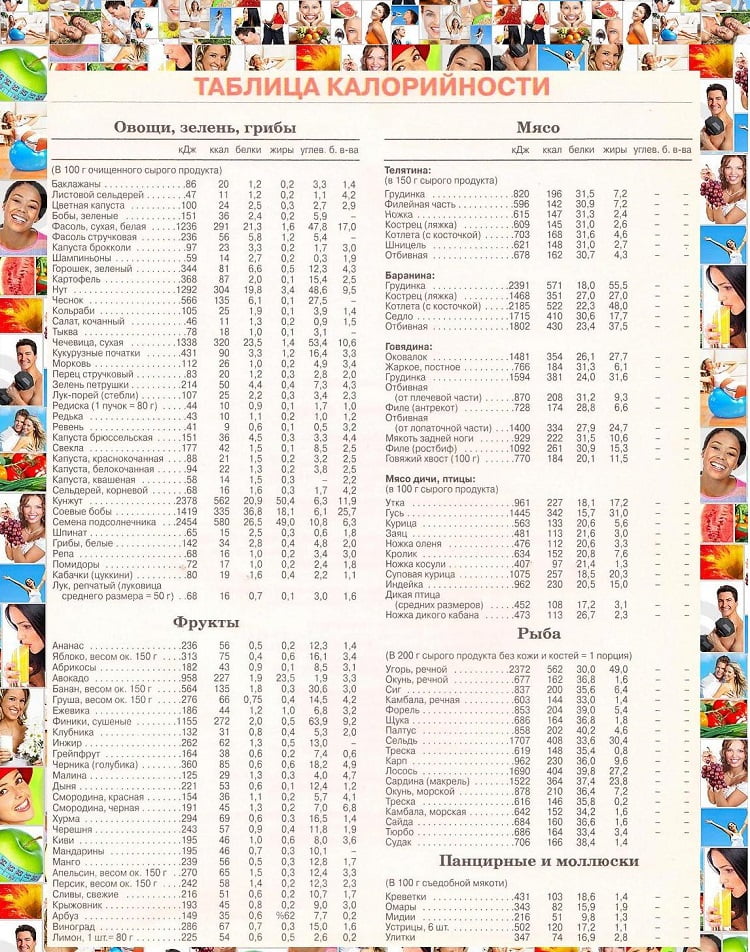 ТАБЛИЦА КАЛОРИЙНОСТИ
Овощи, зелень, грибы
кДж ккал белки жиры углев. б. в-ва
(В 100 г очищенного сырого продукта)
Баклажаны 86 20 1,2 0,2 3,3 1,4
Листовой сельдерей 47 11 1,2 0,2 1,1 4,2
Цветная капуста 100 24 2,5 0,3 2,7 2,9
Бобы, зеленые 151 36 2,4 0,2 5,9 –
Фасоль, сухая, белая 1236 291 21,3 1,6 47,8 17,0
Фасоль стручковая 236 56 5,8 1,2 5,4 –
Капуста брокколи 97 23 3,3 0,2 1,7 3,0
Шампиньоны 59 14 2,7 0,2 0,3 1,9
Горошек, зеленый 344 81 6,6 0,5 12,3 4,3
Картофель 368 87 2,0 0,1 15,4 2,5
Нут 1292 304 19,8 3,4 48,6 9,5
Чеснок 566 135 6,1 0,1 27,5 –
Кольраби 105 25 1,9 0,1 3,9 1,4
Салат, кочанный 46 11 1,3 0,2 0,9 1,5
Тыква 78 18 1,0 0,1 3,1 –
Чечевица, сухая 1338 320 23,5 1,4 53,4 10,6
Кукурузные початки 431 90 3,3 1,2 16,4 3,3
Морковь 112 26 1,0 0,2 4,9 3,4
Перец стручковый 83 20 1,2 0,3 2,8 2,0
Зелень петрушки 214 50 4,4 0,4 7,3 4,3
Лук-порей (стебли) 107 25 2,2 0,3 3,4 2,3
Редиска (1 пучок = 80 г) 44 10 0,9 0,1 1,7 1,0
Редька 43 10 1,1 0,2 1,0 1,2
Ревень 41 9 0,6 0,1 0,5 3,2
Капуста брюссельская 151 36 4,5 0,3 3,3 4,4
Свекла 177 42 1,5 0,1 8,5 2,5
Капуста, краснокочанная 88 21 1,5 0,2 3,2 2,5
Капуста, белокочанная 94 22 1,3 0,2 3,8 2,5
Капуста, квашеная 58 14 1,5 0,3 – 2,2
Сельдерей, корневой 68 16 1,6 0,3 1,7 4,2
Кунжут 2378 562 20,9 50,4 6,3 11,9
Соевые бобы 1419 335 36,8 18,1 6,1 25,7
Семена подсолнечника 2454 580 26,5 49,0 10,8 6,3
Шпинат 65 15 2,5 0,3 0,6 1,8
Грибы, белые 142 34 2,8 0,4 4,8 2,0
Репа 68 16 1,0 0,2 3,4 3,0
Помидоры 72 17 1,0 0,2 2,4 1,8
Кабачки (цуккини) 80 19 1,6 0,4 2,2 1,1
Лук, репчатый (луковица
среднего размера = 50 г) 68 16 0,7 0,1 3,0 1,6
Фрукты
Ананас 236 56 0,5 0,2 12,3 1,4
Яблоко, весом ок. 150 г 313 75 0,4 0,6 16,1 3,4
Абрикосы 182 43 0,9 0,1 8,5 3,1
Авокадо 958 227 1,9 23,5 1,9 3,3
Банан, весом ок. 150 г 564 135 1,8 0,3 30,6 3,0
Груша, весом ок. 150 г 276 66 0,75 0,4 14,5 4,2
Ежевика 186 44 1,2 1,0 6,8 3,2
Финики, сушеные 1155 272 2,0 0,5 63,9 9,2
Клубника 132 31 0,8 0,4 5,3 2,0
Инжир 262 62 1,3 0,5 13,0 –
Грейпфрут 164 38 0,6 0,2 7,4 0,6
Черника (голубика) 360 85 0,6 0,6 18,2 4,9
Малина 125 29 1,3 0,3 4,0 4,7
Дыня 221 53 0,6 0,1 12,4 1,2
Смородина, красная 154 36 1,1 0,2 5,7 4,1
Смородина, черная 191 45 1,3 0,2 7,0 6,8
Хурма 294 69 0,6 0,3 16,5 1,4
Черешня 243 57 0,9 0,4 11,8 1,9
Киви 195 46 1,0 0,6 8,0 3,6
Мандарины 195 46 0,7 0,3 10,1 –
Манго 239 56 0,5 0,3 12,8 1,7
Апельсин, весом ок. 150 г 270 65 1,5 0,3 12,4 3,3
Персик, весом ок. 150 г 242 58 1,4 0,2 12,3 2,3
Сливы, свежие 216 51 0,6 0,2 10,7 1,7
Крыжовник 193 45 0,8 0,2 9,0 3,0
Арбуз 149 35 0,6 %62 7,7 0,2
Виноград 286 67 0,7 0,3 15,0 1,6
Лимон, 1 шт.= 80 г 225 54 0,6 0,5 2,6 0,2
Мясо
кДж ккал белки жиры углев. б. в-ва
Телятина:
(в 150 г сырого продукта)
Грудинка 820 196 31,5 7,2 – –
Филейная часть 596 142 30,9 7,2 – –
Ножка 615 147 31,3 2,4 – –
Кострец (ляжка) 609 145 31,0 2,6 – –
Котлета (с косточкой) 703 168 31,6 4,6 – –
Шницель 621 148 31,0 2,7 – –
Отбивная 678 162 30,7 4,3 – –
Баранина:
Грудинка 2391 571 18,0 55,5 – –
Кострец (ляжка) 1468 351 27,0 27,0 – –
Котлета (с косточкой) 2185 522 22,3 48,0 – –
Седло 1715 410 30,6 17,7 – –
Отбивная 1802 430 23,4 37,5 – –
Говядина:
Оковалок 1481 354 26,1 27,7 – –
Жаркое, постное 766 184 31,3 6,1 – –
Грудинка 1594 381 24,0 31,6 – –
Отбивная
(от плечевой части) 870 208 31,2 9,3 – –
Филе (антрекот) 728 174 28,8 6,6 – –
Отбивная
(от лопаточной части) 1400 334 27,9 24,7 – –
Мякоть задней ноги 929 222 31,5 10,6 – –
Филе (ростбиф) 1092 261 30,9 15,3 – –
Говяжий хвост (100 г) 770 184 20,1 11,5 – –
Мясо дичи, птицы:
(в 100 г сырого продукта)
Утка 961 227 18,1 17,2 – –
Гусь 1445 342 15,7 31,0 – –
Курица 563 133 20,6 5,6 – –
Заяц 481 113 21,6 3,0 – –
Ножка оленя 476 112 20,6 3,3 – –
Кролик 634 152 20,8 7,6 – –
Ножка косули 407 97 21,4 1,3 – –
Суповая курица 1075 257 18,5 20,3 – –
Индейка 962 230 20,5 15,0 – –
Дикая птица
(средних размеров) 452 108 17,2 3,1 – –
Ножка дикого кабана 473 113 26,7 2,3 – –
Рыба
(В 200 г сырого продукта без кожи и костей = 1 порция)
Угорь, речной 2372 562 30,0 49,0 – –
Окунь, речной 677 162 36,8 1,6 – –
Сиг 837 200 35,6 6,4 – –
Камбала, речная 603 144 33,0 1,4 – –
Форель 853 204 39,0 5,4 – –
Щука 686 164 36,8 1,8 – –
Палтус 858 202 40,2 4,6 – –
Сельдь 1707 408 33,6 30,4 – –
Треска 619 148 35,4 0,8 – –
Карп 962 230 36,0 9,6 – –
Лосось 1690 404 39,8 27,2 – –
Сардина (макрель) 1522 364 37,4 23,8 – –
Окунь, морской 878 210 36,4 7,2 – –
Треска 616 146 35,8 0,2 – –
Камбала, морская 642 152 34,2 1,6 – –
Сайда 684 160 36,6 1,6 – –
Тюрбо 686 164 33,4 3,4 – –
Судак 706 166 38,4 1,4 – –
Панцирные и моллюски
(В 100 г съедобной мякоти)
Креветки 431 103 18,6 1,4 – –
Омары 343 82 15,9 1,9 – –
Мидии 216 51 9,8 1,3 – –
Устрицы, 6 шт. 502 120 17,2 1,1 – –
Улитки 347 74 16,9 2,8 – –